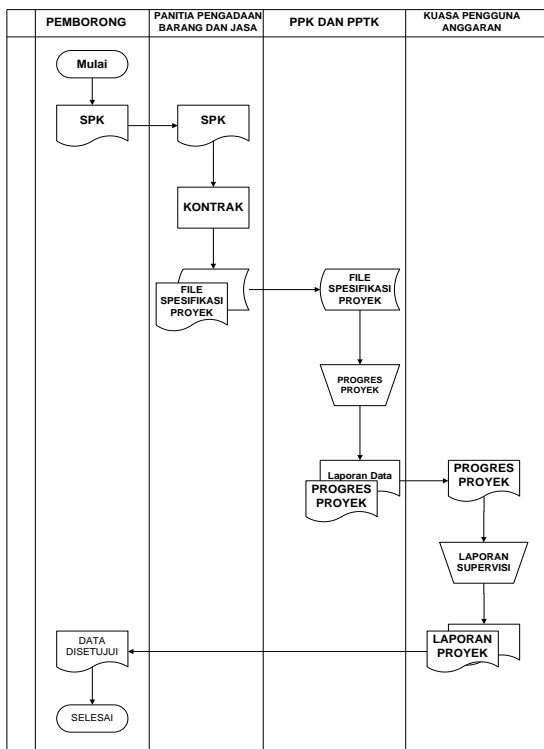 PEMBORONG
PANITIA PENGADAAN
BARANG DAN JASA
PPK DAN PPTK
KUASA PENGGUNA
ANGGARAN
Mulai
SPK
SPK
KONTRAK
FILE
SPESIFIKASI
PROYEK
FILE
SPESIFIKASI
PROYEK
PROGRES
PROYEK
Laporan Data
PROGRES
PROYEK
PROGRES
PROYEK
LAPORAN
SUPERVISI
LAPORAN
PROYEK
DATA
DISETUJUI
SELESAI